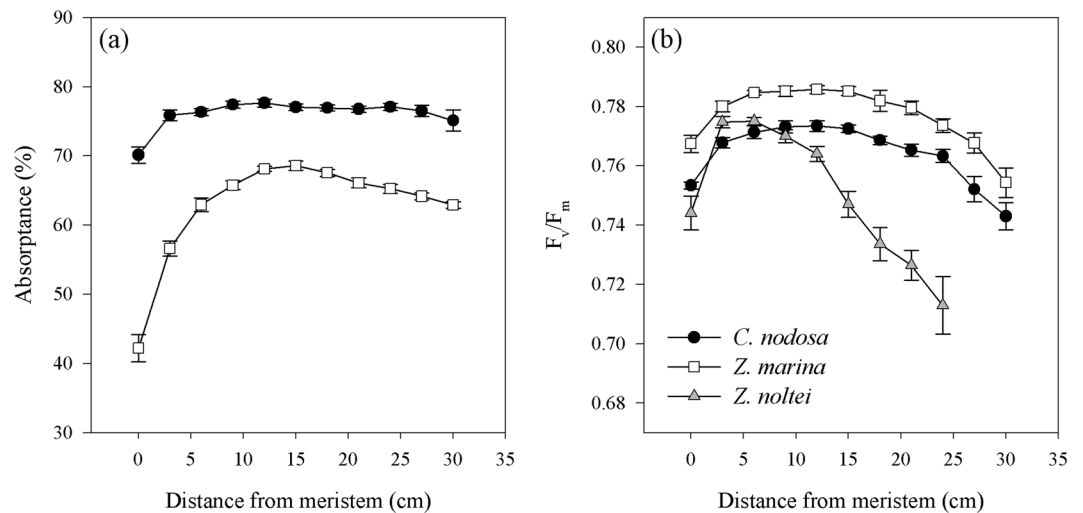 (a)
90
80
70
60
50
40
30
Absorptance (%)
0 5 10 15 20 25 30 35
Distance from meristem (cm)
(b)
0.80
0.78
0.76
0.74
0.72
0.70
0.68
Fv/Fm
C. nodosa
Z. marina
Z. noltei
0 5 10 15 20 25 30 35
Distance from meristem (cm)